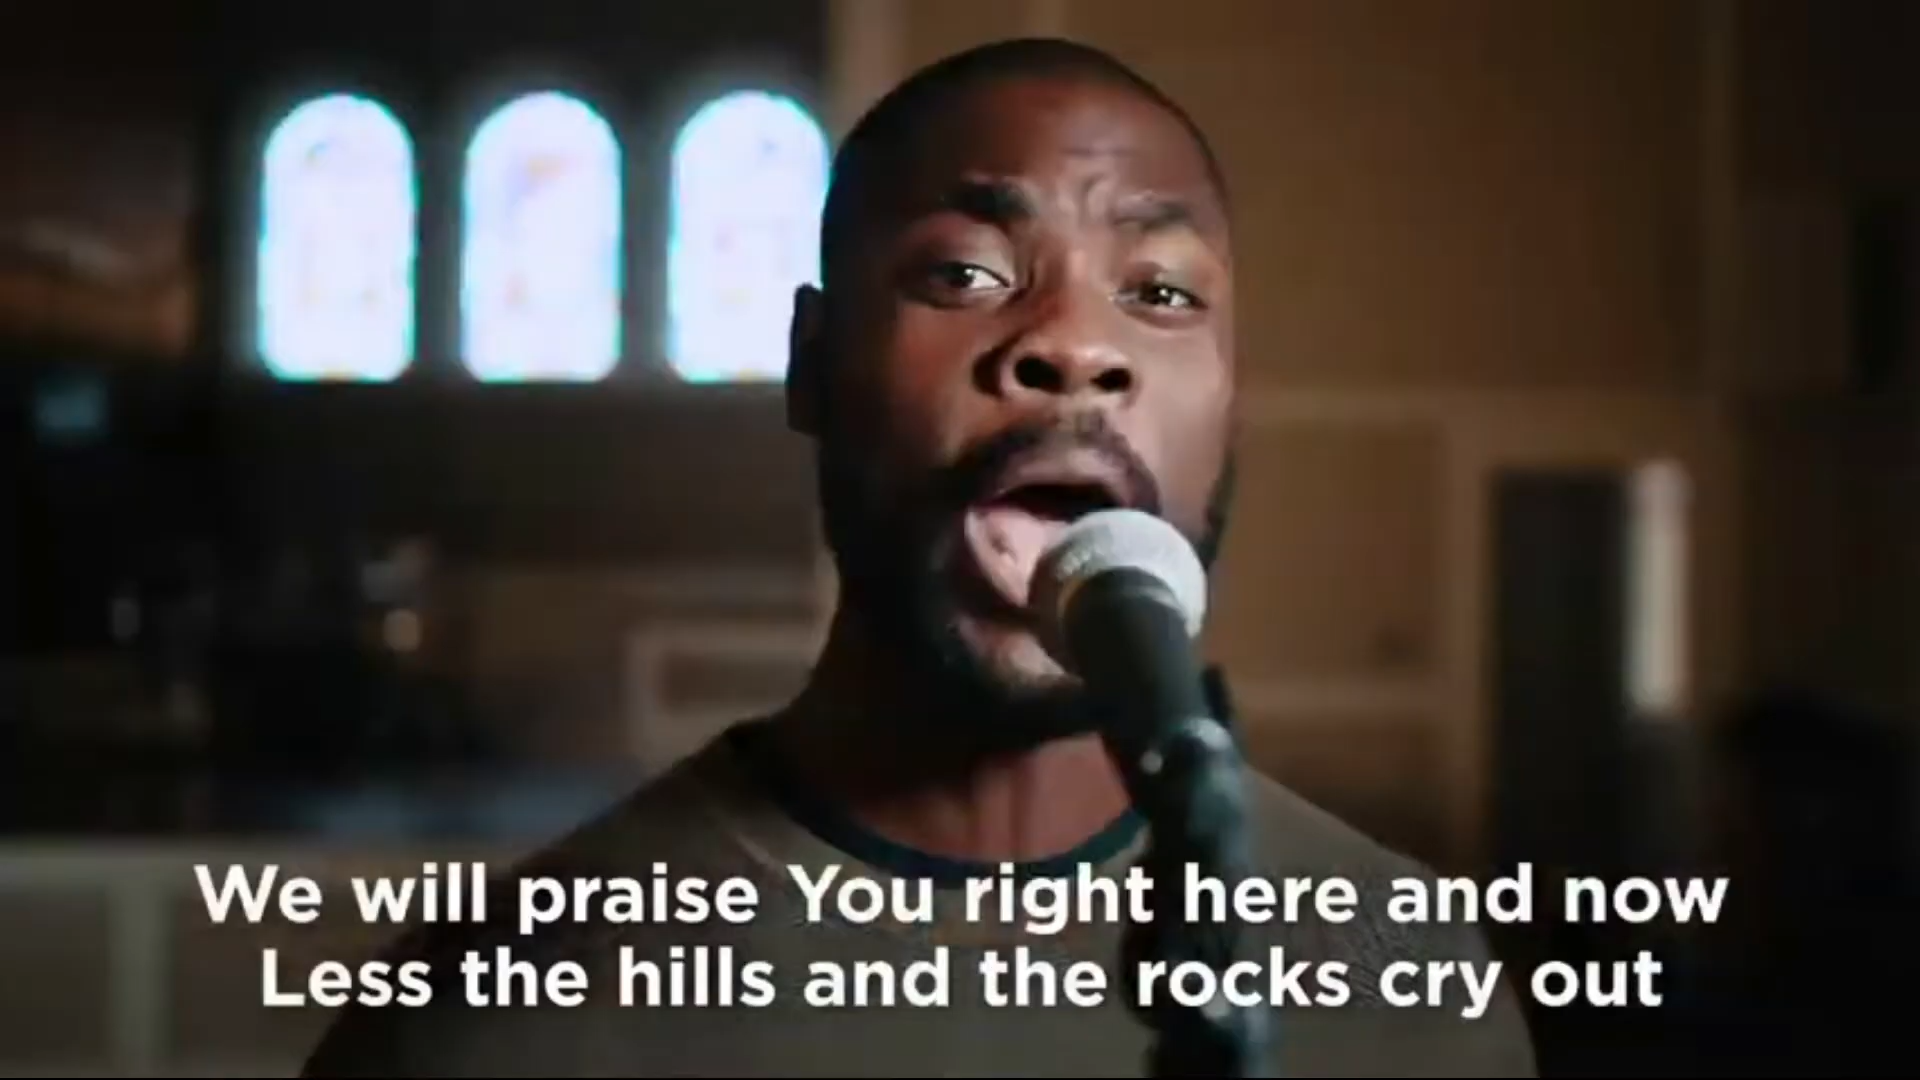 We will praise You right here and now
Less the hills and the rocks cry out